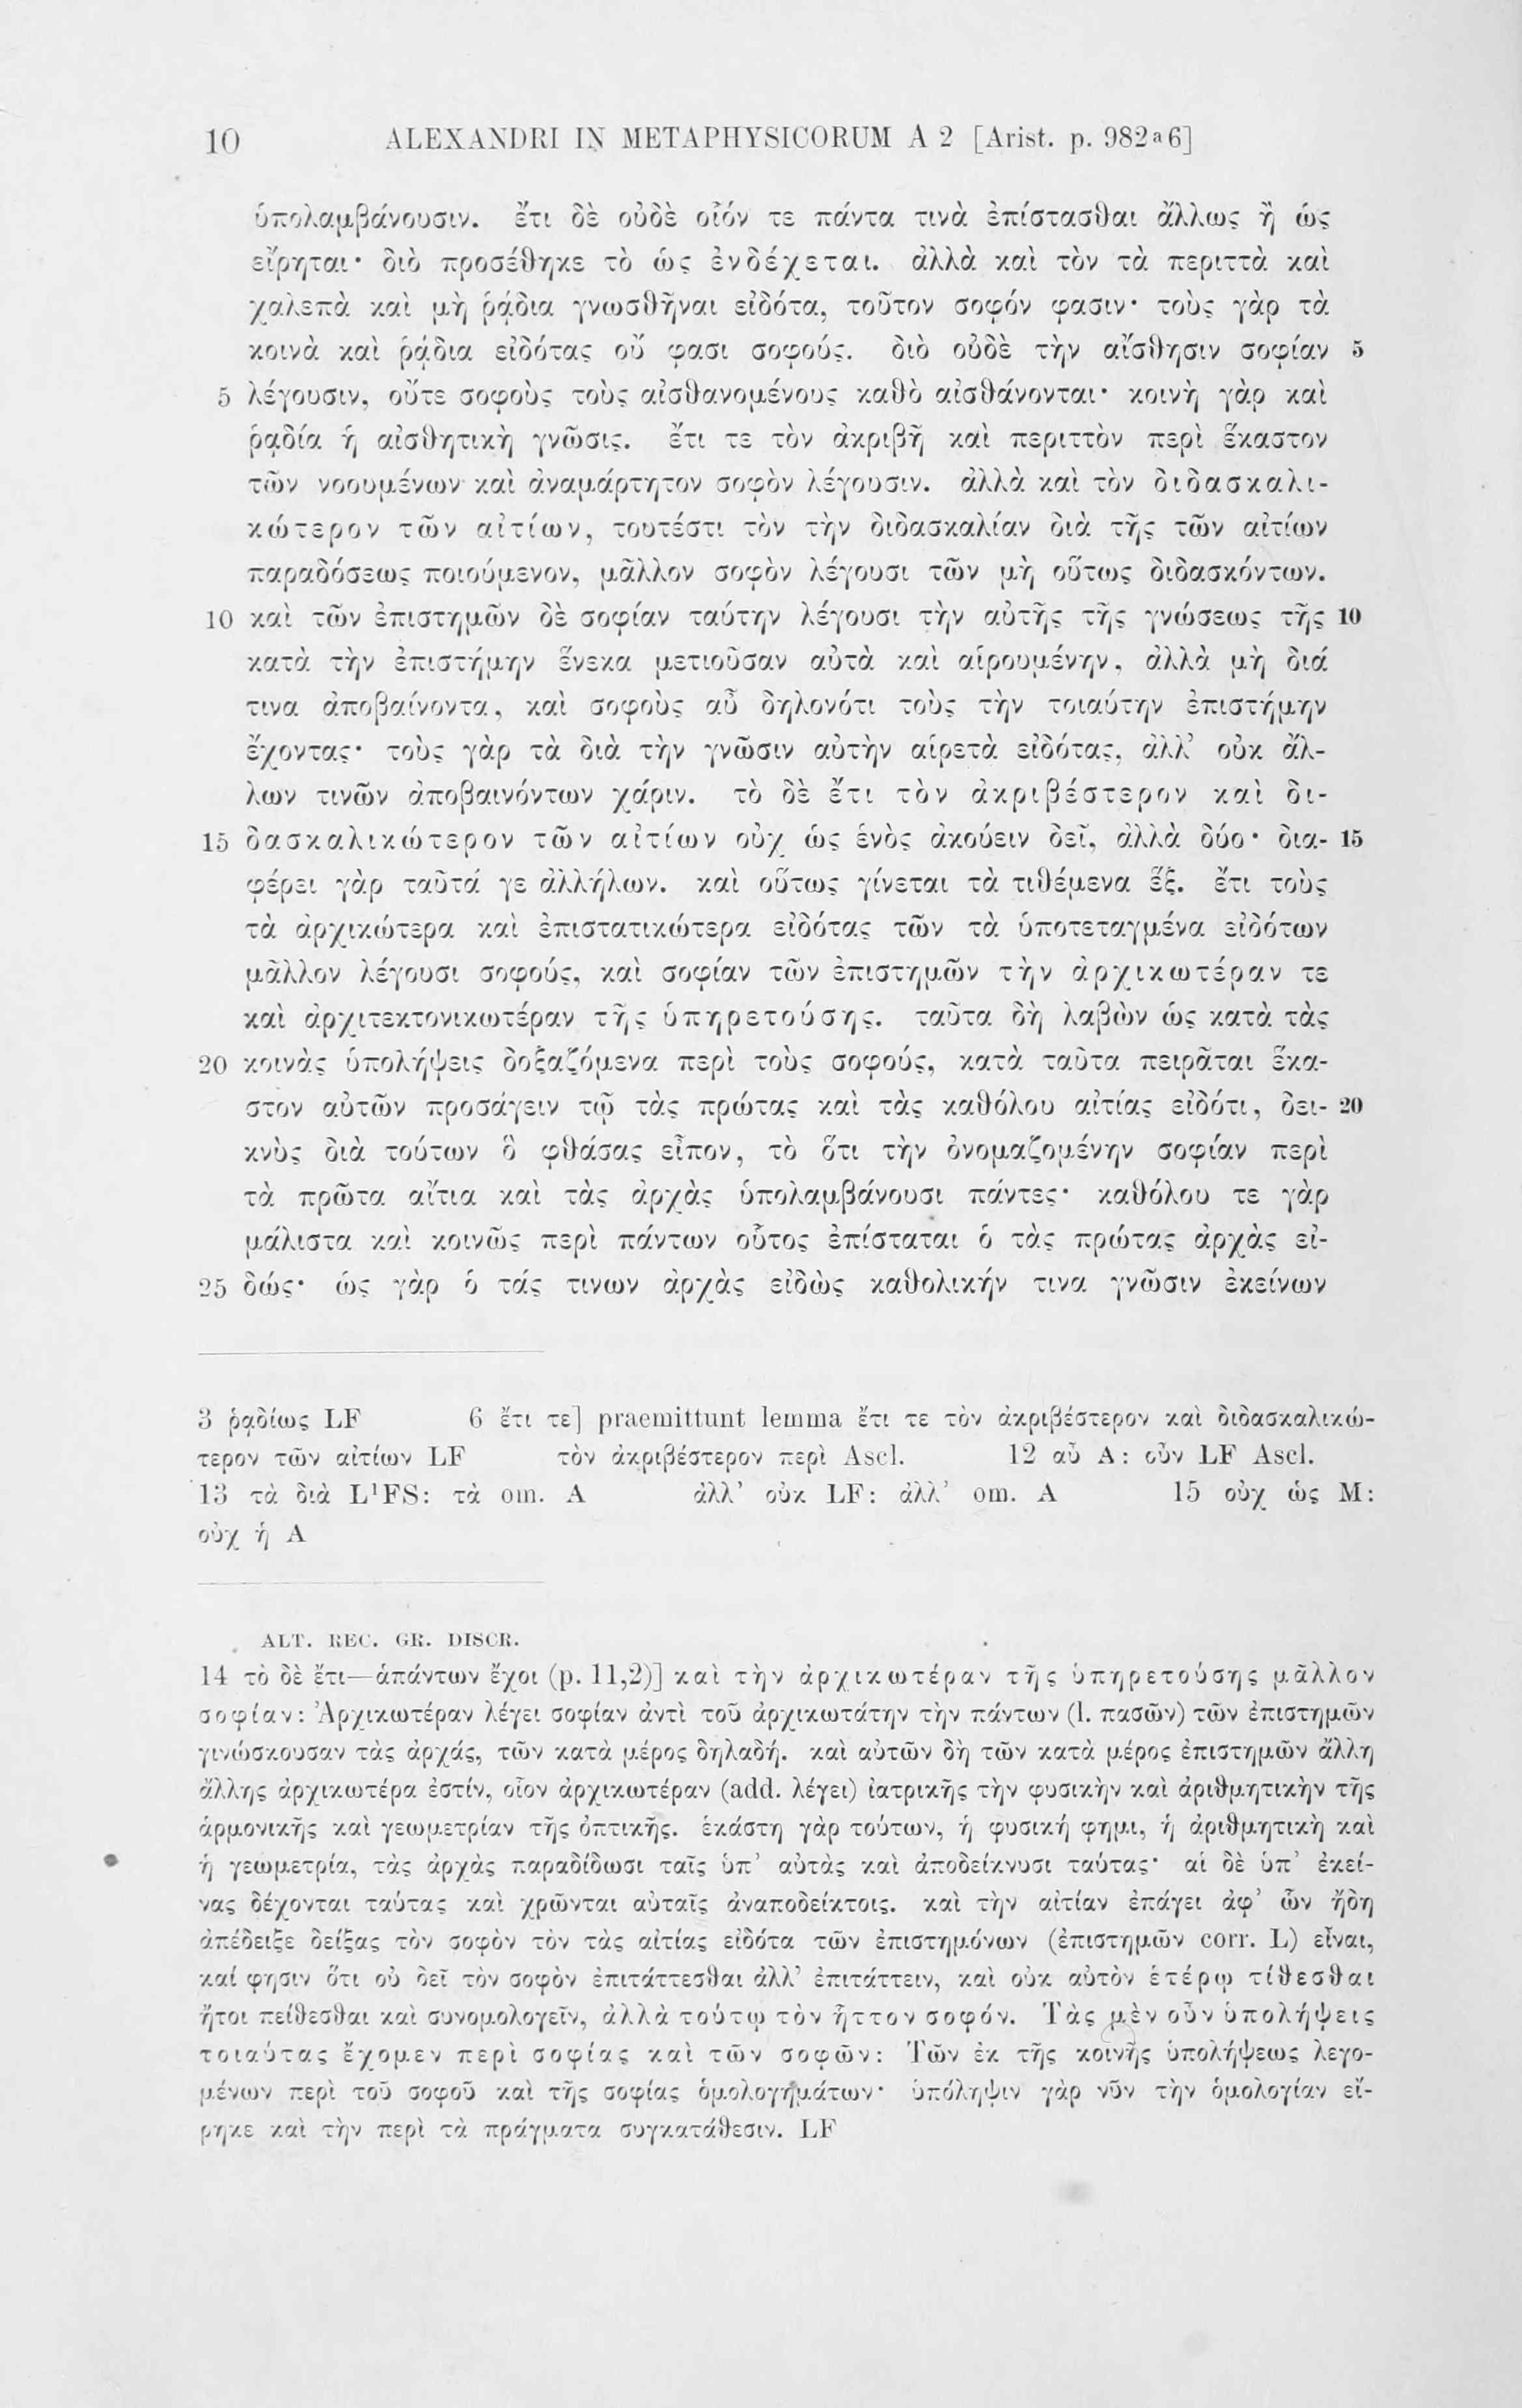 10 ALEXANDRI IN METAPHYSICORUM A 2 [Arist. p. 982a6]
ὑπολαμβάνουσιν. ἔτι δὲ οὐδὲ οἷόν τε πάντα τινὰ ἐπίστασθαι ἄλλως ἢ ὡς
εἴρηται· διὸ προσέθηκε τὸ ὡς ἐνδέχεται. ἀλλὰ καὶ τὸν τὰ περιττὰ καὶ
χαλεπὰ καὶ μὴ ῥᾴδια γνωσθῆναι εἰδότα, τοῦτον σοφόν φασιν· τοὺς γὰρ τὰ
κοινὰ καὶ ῥᾴδια εἰδότας οὔ φασι σοφούς. διὸ οὐδὲ τὴν αἴσθησιν σοφίαν 5
5 λέγουσιν, οὔτε σοφοὺς τοὺς αἰσθανομένους καθὸ αἰσθάνονται· κοινὴ γὰρ καὶ
ῥᾳδία ἡ αἰσθητικὴ γνῶσις. ἔτι τε τὸν ἀκριβῆ καὶ περιττὸν περὶ ἕκαστον
τῶν νοουμένων καὶ ἀναμάρτητον σοφὸν λέγουσιν. ἀλλὰ καὶ τὸν διδασκαλι-
κώτερον τῶν αἰτίων, τουτέστι τὸν τὴν διδασκαλίαν διὰ τῆς τῶν αἰτίων
παραδόσεως ποιούμενον, μᾶλλον σοφὸν λέγουσι τῶν μὴ οὕτως διδασκόντων.
10 καὶ τῶν ἐπιστημῶν δὲ σοφίαν ταύτην λέγουσι τὴν αὐτῆς τῆς γνώσεως τῆς 10
κατὰ τὴν ἐπιστήμην ἕνεκα μετιοῦσαν αὐτὰ καὶ αἱρουμένην, ἀλλὰ μὴ διά
τινα ἀποβαίνοντα, καὶ σοφοὺς αὖ δηλονότι τοὺς τὴν τοιαύτην ἐπιστήμην
ἔχοντας· τοὺς γὰρ τὰ διὰ τὴν γνῶσιν αὐτὴν αἱρετὰ εἰδότας, ἀλλ’ οὐκ ἄλ-
λων τινῶν ἀποβαινόντων χάριν. τὸ δὲ ἔτι τὸν ἀκριβέστερον καὶ δι-
15 δασκαλικώτερον τῶν αἰτίων οὐχ ὡς ἑνὸς ἀκούειν δεῖ, ἀλλὰ δύο· δια- 15
φέρει γὰρ ταῦτά γε ἀλλήλων. καὶ οὕτως γίνεται τὰ τιθέμενα ἕξ. ἔτι τοὺς
τὰ ἀρχικώτερα καὶ ἐπιστατικώτερα εἰδότας τῶν τὰ ὑποτεταγμένα εἰδότων
μᾶλλον λέγουσι σοφούς, καὶ σοφίαν τῶν ἐπιστημῶν τὴν ἀρχικωτέραν τε
καὶ ἀρχιτεκτονικωτέραν τῆς ὑπηρετούσης. ταῦτα δὴ λαβὼν ὡς κατὰ τὰς
20 κοινὰς ὑπολήψεις δοξαζόμενα περὶ τοὺς σοφούς, κατὰ ταῦτα πειρᾶται ἕκα-
στον αὐτῶν προσάγειν τῷ τὰς πρώτας καὶ τὰς καθόλου αἰτίας εἰδότι, δει- 20
κνὺς διὰ τούτων ὃ φθάσας εἶπον, τὸ ὅτι τὴν ὀνομαζομένην σοφίαν περὶ
τὰ πρῶτα αἴτια καὶ τὰς ἀρχὰς ὑπολαμβάνουσι πάντες· καθόλου τε γὰρ
μάλιστα καὶ κοινῶς περὶ πάντων οὗτος ἐπίσταται ὁ τὰς πρώτας ἀρχὰς εἰ-
25 δώς· ὡς γὰρ ὁ τάς τινων ἀρχὰς εἰδὼς καθολικήν τινα γνῶσιν ἐκείνων
3 ῥᾳδίως LF 6 ἔτι τε] praemittunt lemma ἔτι τε τὸν ἀκριβέστερον καὶ διδασκαλικώ-
τερον τῶν αἰτίων LF τὸν ἀκριβέστερον περὶ Ascl. 12 αὖ A: οὖν LF Ascl.
13 τὰ διὰ L¹FS: τὰ om. A ἀλλ’ οὐκ LF: ἀλλ’ om. A 15 οὐχ ὡς M:
οὐχ ἡ A
ALT. REC. GR. DISCR.
14 τὸ δὲ ἔτι—ἁπάντων ἔχοι (p. 11,2)] καὶ τὴν ἀρχικωτέραν τῆς ὑπηρετούσης μᾶλλον
σοφίαν: Ἀρχικωτέραν λέγει σοφίαν ἀντὶ τοῦ ἀρχικωτάτην τὴν πάντων (l. πασῶν) τῶν ἐπιστημῶν
γινώσκουσαν τὰς ἀρχάς, τῶν κατὰ μέρος δηλαδή. καὶ αὐτῶν δὴ τῶν κατὰ μέρος ἐπιστημῶν ἄλλη
ἄλλης ἀρχικωτέρα ἐστίν, οἷον ἀρχικωτέραν (add. λέγει) ἰατρικῆς τὴν φυσικὴν καὶ ἀριθμητικὴν τῆς
ἁρμονικῆς καὶ γεωμετρίαν τῆς ὀπτικῆς. ἑκάστη γὰρ τούτων, ἡ φυσική φημι, ἡ ἀριθμητικὴ καὶ
ἡ γεωμετρία, τὰς ἀρχὰς παραδίδωσι ταῖς ὑπ’ αὐτὰς καὶ ἀποδείκνυσι ταύτας· αἱ δὲ ὑπ’ ἐκεί-
νας δέχονται ταύτας καὶ χρῶνται αὐταῖς ἀναποδείκτοις. καὶ τὴν αἰτίαν ἐπάγει ἀφ’ ὧν ἤδη
ἀπέδειξε δείξας τὸν σοφὸν τὸν τὰς αἰτίας εἰδότα τῶν ἐπιστημόνων (ἐπιστημῶν corr. L) εἶναι,
καί φησιν ὅτι οὐ δεῖ τὸν σοφὸν ἐπιτάττεσθαι ἀλλ’ ἐπιτάττειν, καὶ οὐκ αὐτὸν ἑτέρῳ τίθεσθαι
ἤτοι πείθεσθαι καὶ συνομολογεῖν, ἀλλὰ τούτῳ τὸν ἧττον σοφόν. Τὰς μὲν οὖν ὑπολήψεις
τοιαύτας ἔχομεν περὶ σοφίας καὶ τῶν σοφῶν: Τῶν ἐκ τῆς κοινῆς ὑπολήψεως λεγο-
μένων περὶ τοῦ σοφοῦ καὶ τῆς σοφίας ὁμολογημάτων· ὑπόληψιν γὰρ νῦν τὴν ὁμολογίαν εἴ-
ρηκε καὶ τὴν περὶ τὰ πράγματα συγκατάθεσιν. LF